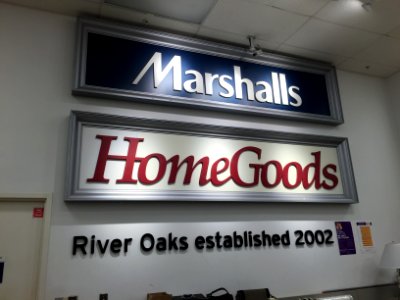 Marshalls
HomeGoods
River Oaks established 2002